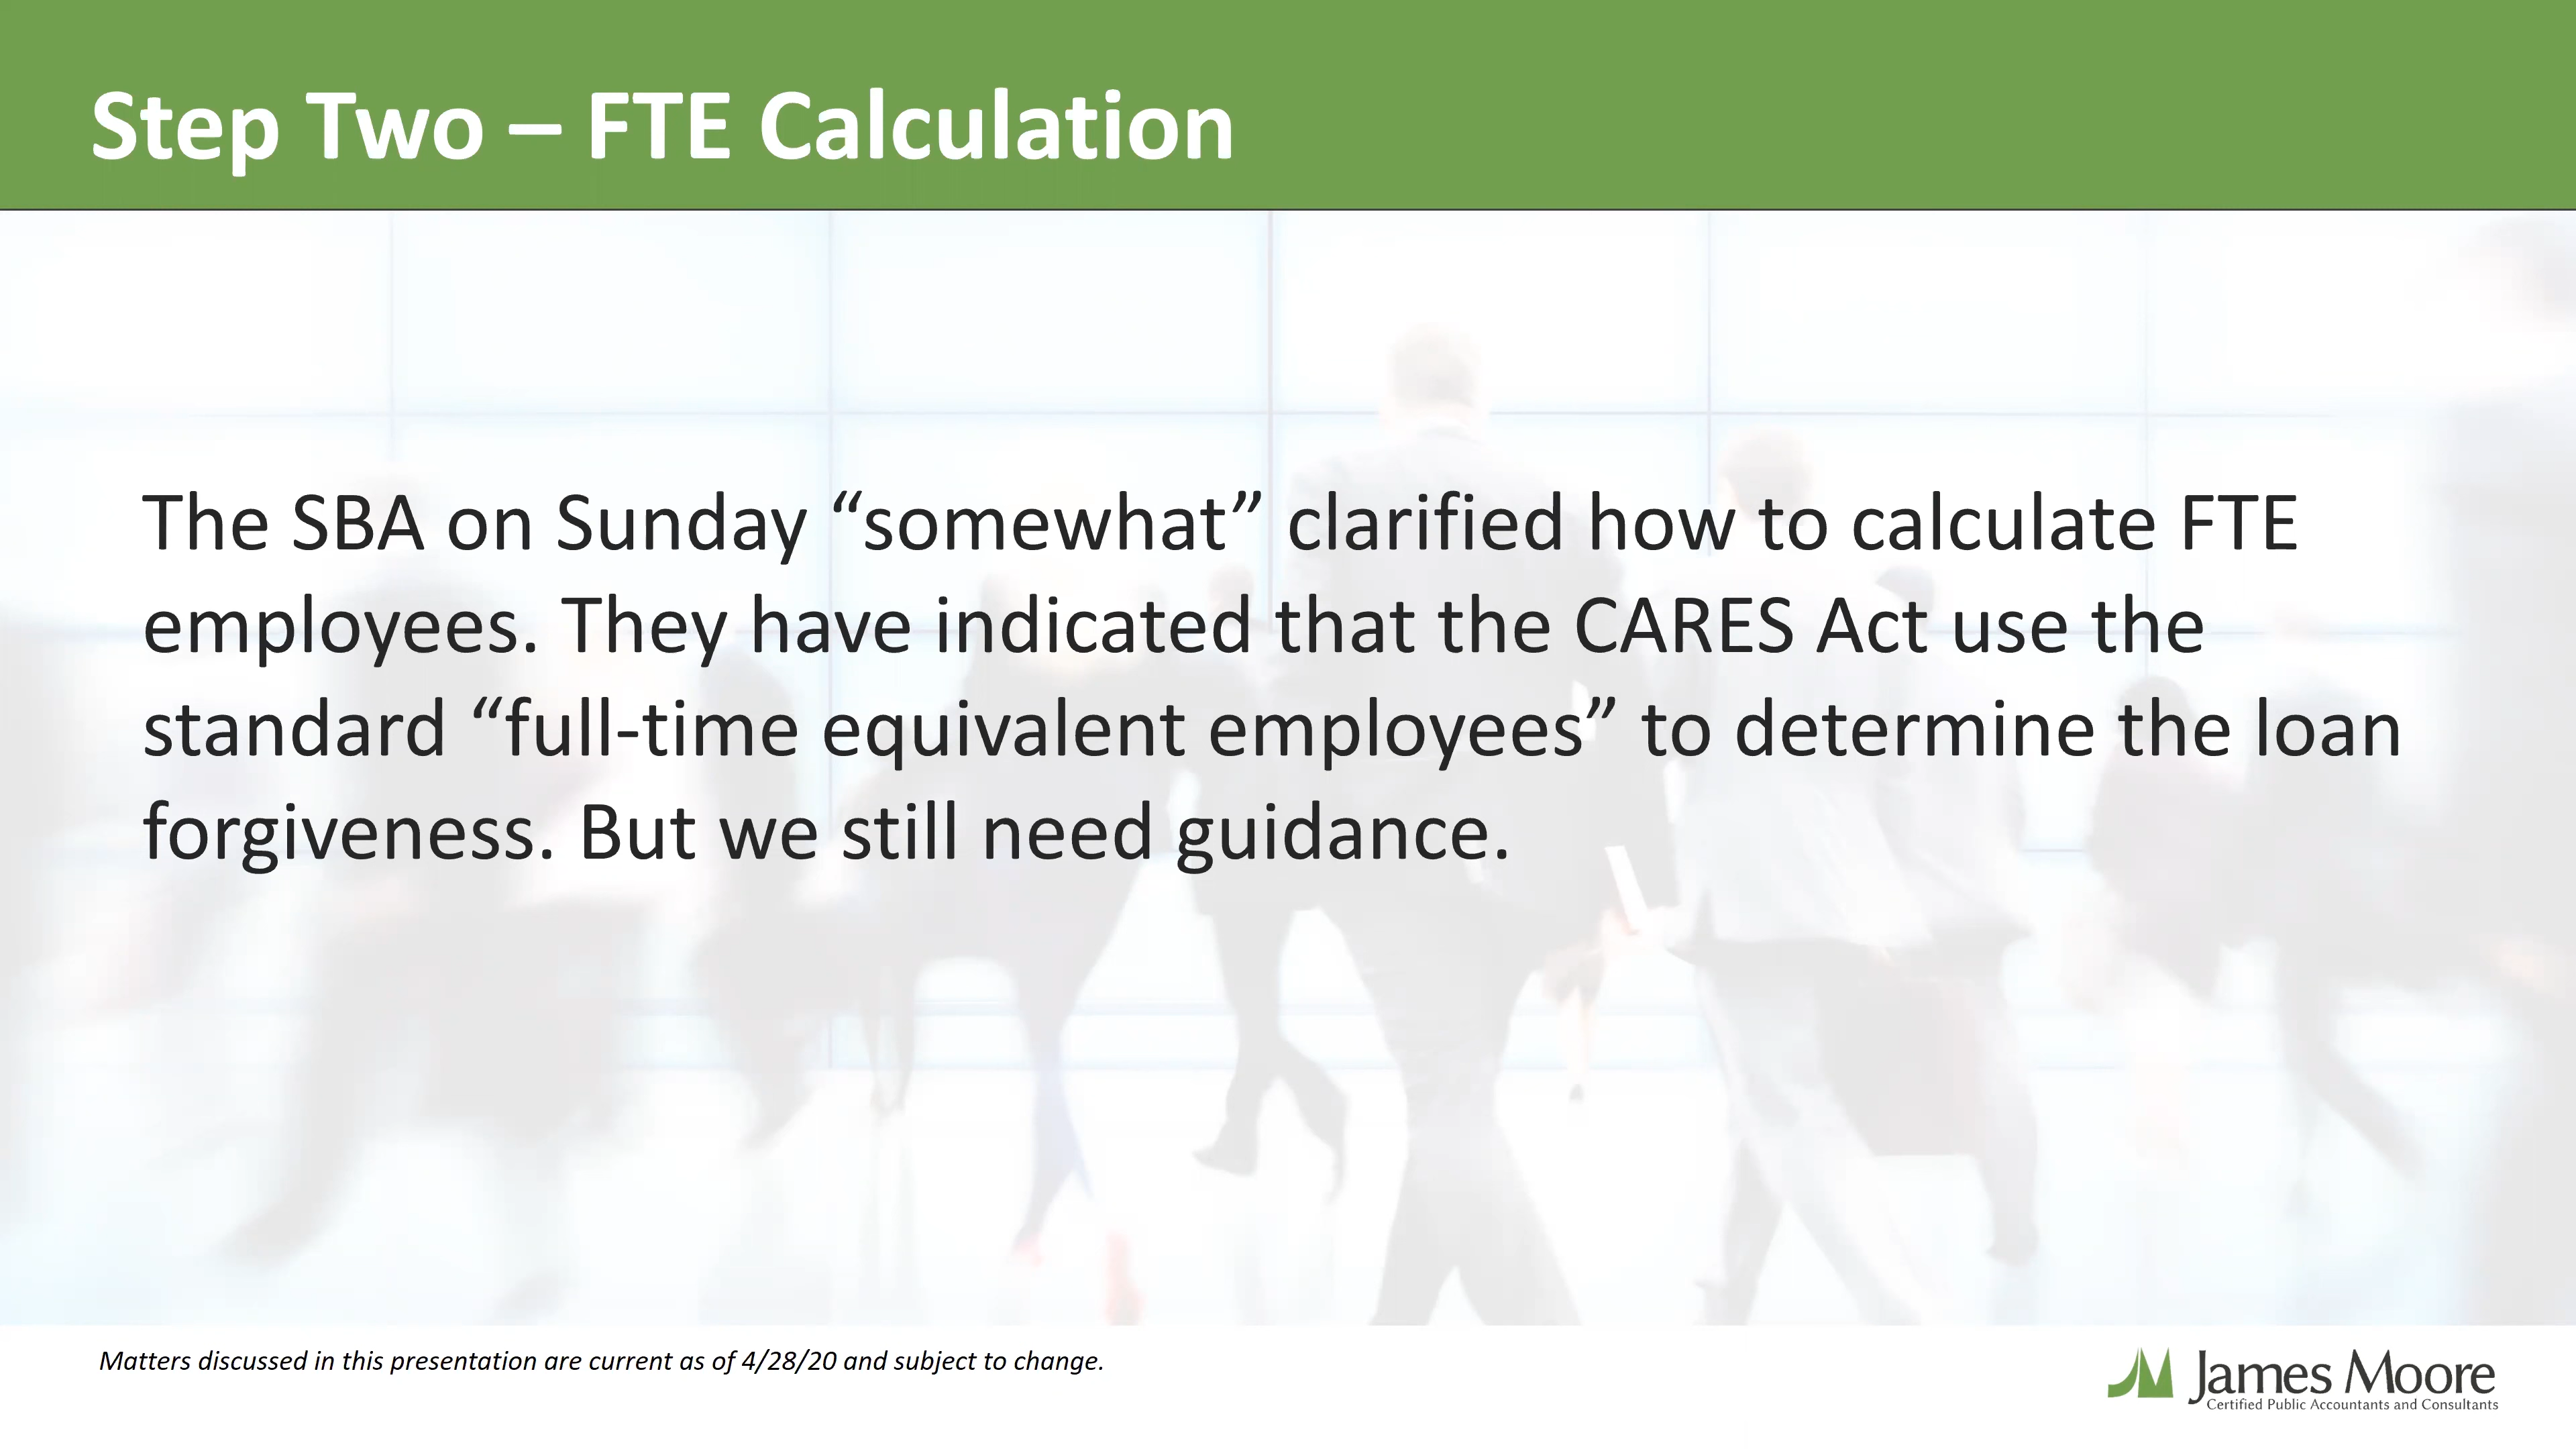 Step Two – FTE Calculation
The SBA on Sunday “somewhat” clarified how to calculate FTE
employees. They have indicated that the CARES Act use the
standard “full-time equivalent employees” to determine the loan
forgiveness. But we still need guidance.
Matters discussed in this presentation are current as of 4/28/20 and subject to change.
James Moore
Certified Public Accountants and Consultants